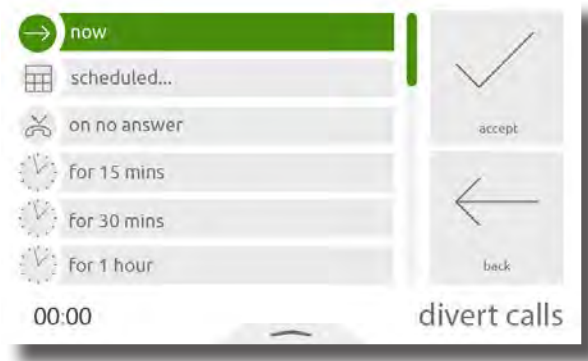 now
scheduled...
on no answer
for 15 mins
for 30 mins
for 1 hour
accept
back
00:00
divert calls